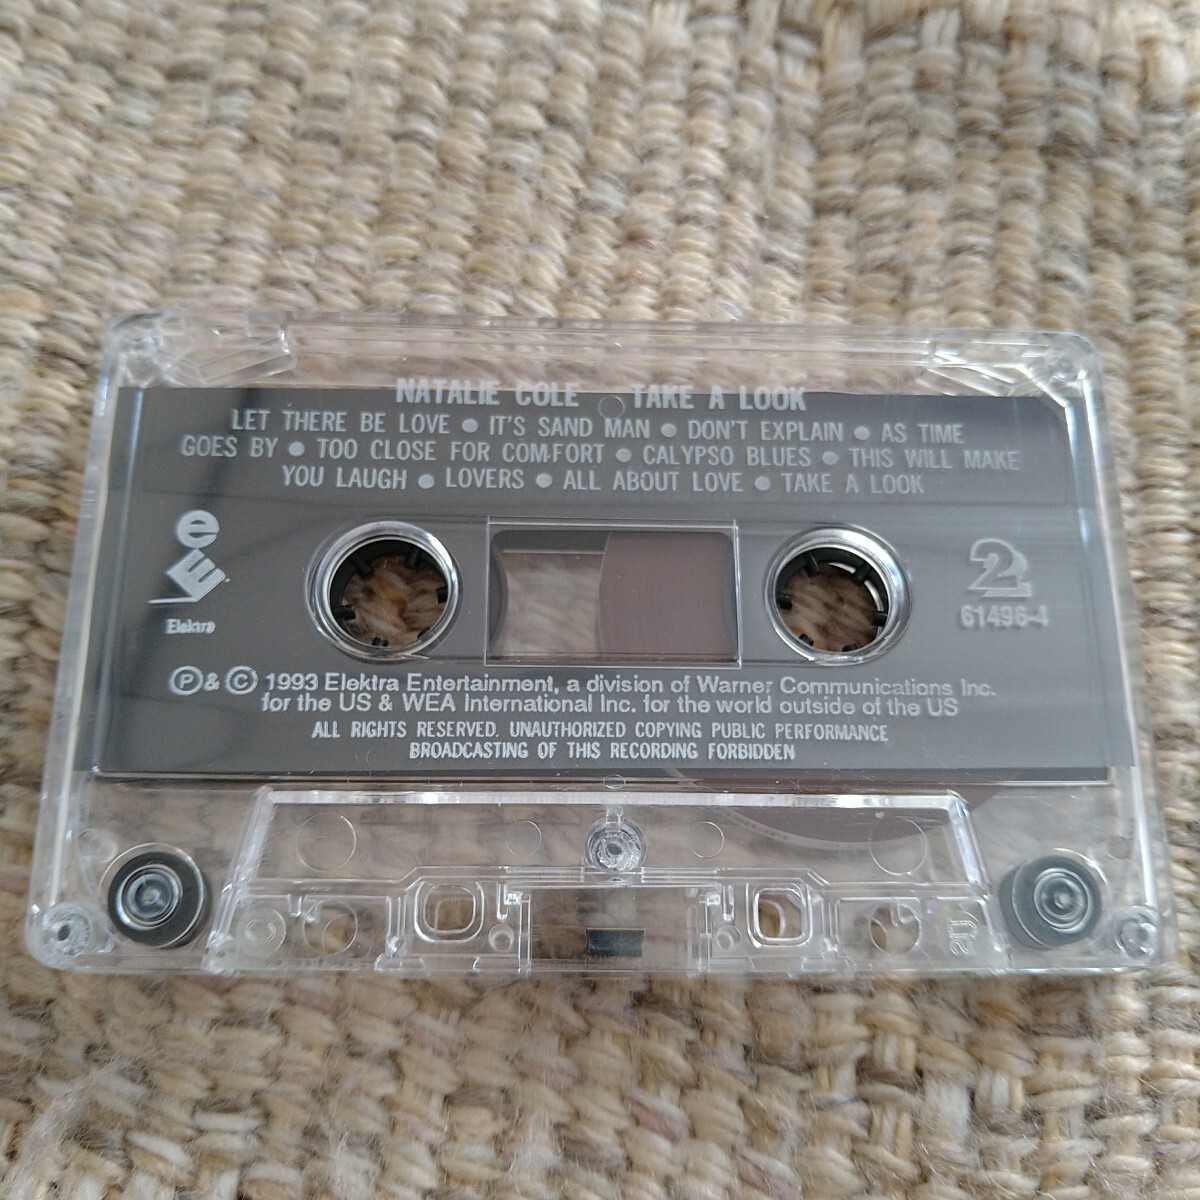 NATALIE COLE TAKE A LOOK
LET THERE BE LOVE ● IT'S SAND MAN ● DON'T EXPLAIN ● AS TIME
GOES BY ● TOO CLOSE FOR COMFORT ● CALYPSO BLUES ● THIS WILL MAKE
YOU LAUGH ● LOVERS ● ALL ABOUT LOVE ● TAKE A LOOK
e
E
Elektra
2
61496-4
Ⓟ & © 1993 Elektra Entertainment, a division of Warner Communications Inc.
for the US & WEA International Inc. for the world outside of the US
ALL RIGHTS RESERVED. UNAUTHORIZED COPYING PUBLIC PERFORMANCE
BROADCASTING OF THIS RECORDING FORBIDDEN